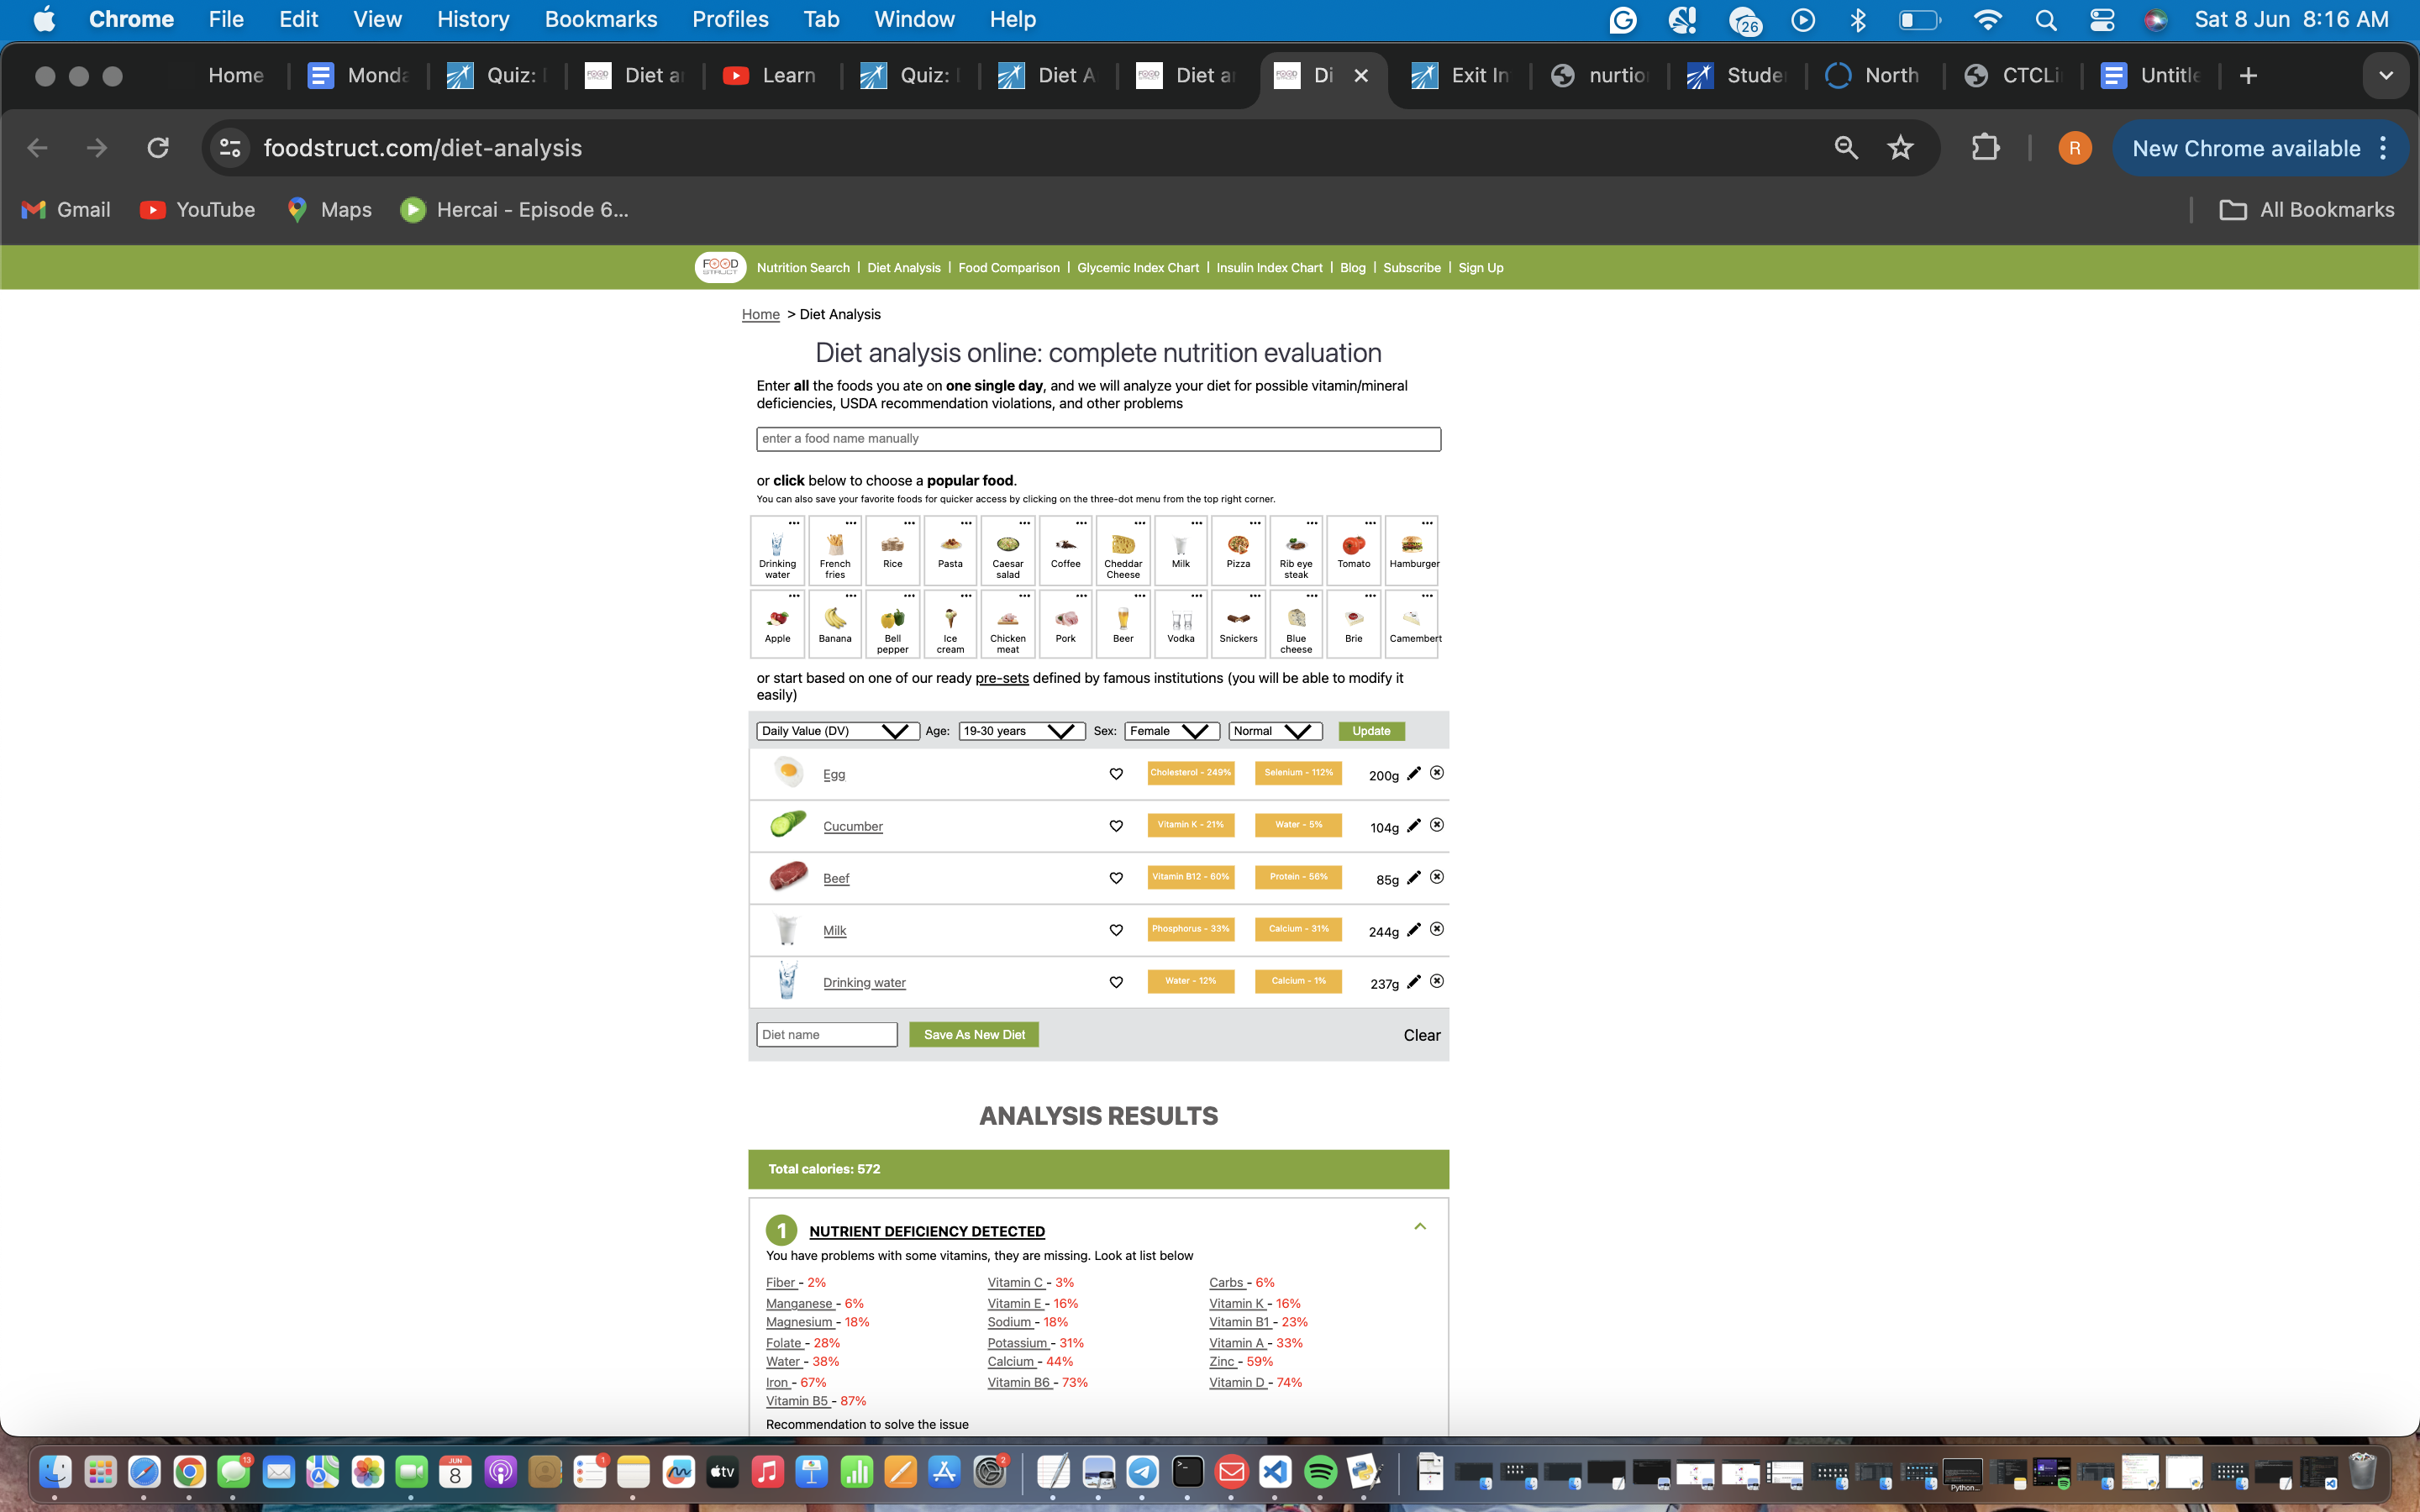 Chrome File Edit View History Bookmarks Profiles Tab Window Help 26 Sat 8 Jun 8:16 AM
Home Monda Quiz: Diet ar Learn Quiz: Diet A Diet ar Di Exit In nurtio Stude North CTCLi Untitle
foodstruct.com/diet-analysis R New Chrome available
Gmail YouTube Maps Hercai - Episode 6... All Bookmarks
FOOD STRUCT Nutrition Search | Diet Analysis | Food Comparison | Glycemic Index Chart | Insulin Index Chart | Blog | Subscribe | Sign Up
Home > Diet Analysis
Diet analysis online: complete nutrition evaluation
Enter all the foods you ate on one single day, and we will analyze your diet for possible vitamin/mineral
deficiencies, USDA recommendation violations, and other problems
enter a food name manually
or click below to choose a popular food.
You can also save your favorite foods for quicker access by clicking on the three-dot menu from the top right corner.
Drinking water French fries Rice Pasta Caesar salad Coffee Cheddar Cheese Milk Pizza Rib eye steak Tomato Hamburger
Apple Banana Bell pepper Ice cream Chicken meat Pork Beer Vodka Snickers Blue cheese Brie Camembert
or start based on one of our ready pre-sets defined by famous institutions (you will be able to modify it
easily)
Daily Value (DV) Age: 19-30 years Sex: Female Normal Update
Egg Cholesterol - 249% Selenium - 112% 200g
Cucumber Vitamin K - 21% Water - 5% 104g
Beef Vitamin B12 - 60% Protein - 56% 85g
Milk Phosphorus - 33% Calcium - 31% 244g
Drinking water Water - 12% Calcium - 1% 237g
Diet name Save As New Diet Clear
ANALYSIS RESULTS
Total calories: 572
1 NUTRIENT DEFICIENCY DETECTED
You have problems with some vitamins, they are missing. Look at list below
Fiber - 2% Vitamin C - 3% Carbs - 6%
Manganese - 6% Vitamin E - 16% Vitamin K - 16%
Magnesium - 18% Sodium - 18% Vitamin B1 - 23%
Folate - 28% Potassium - 31% Vitamin A - 33%
Water - 38% Calcium - 44% Zinc - 59%
Iron - 67% Vitamin B6 - 73% Vitamin D - 74%
Vitamin B5 - 87%
Recommendation to solve the issue
13 JUN 8 1 tv 2 Python...